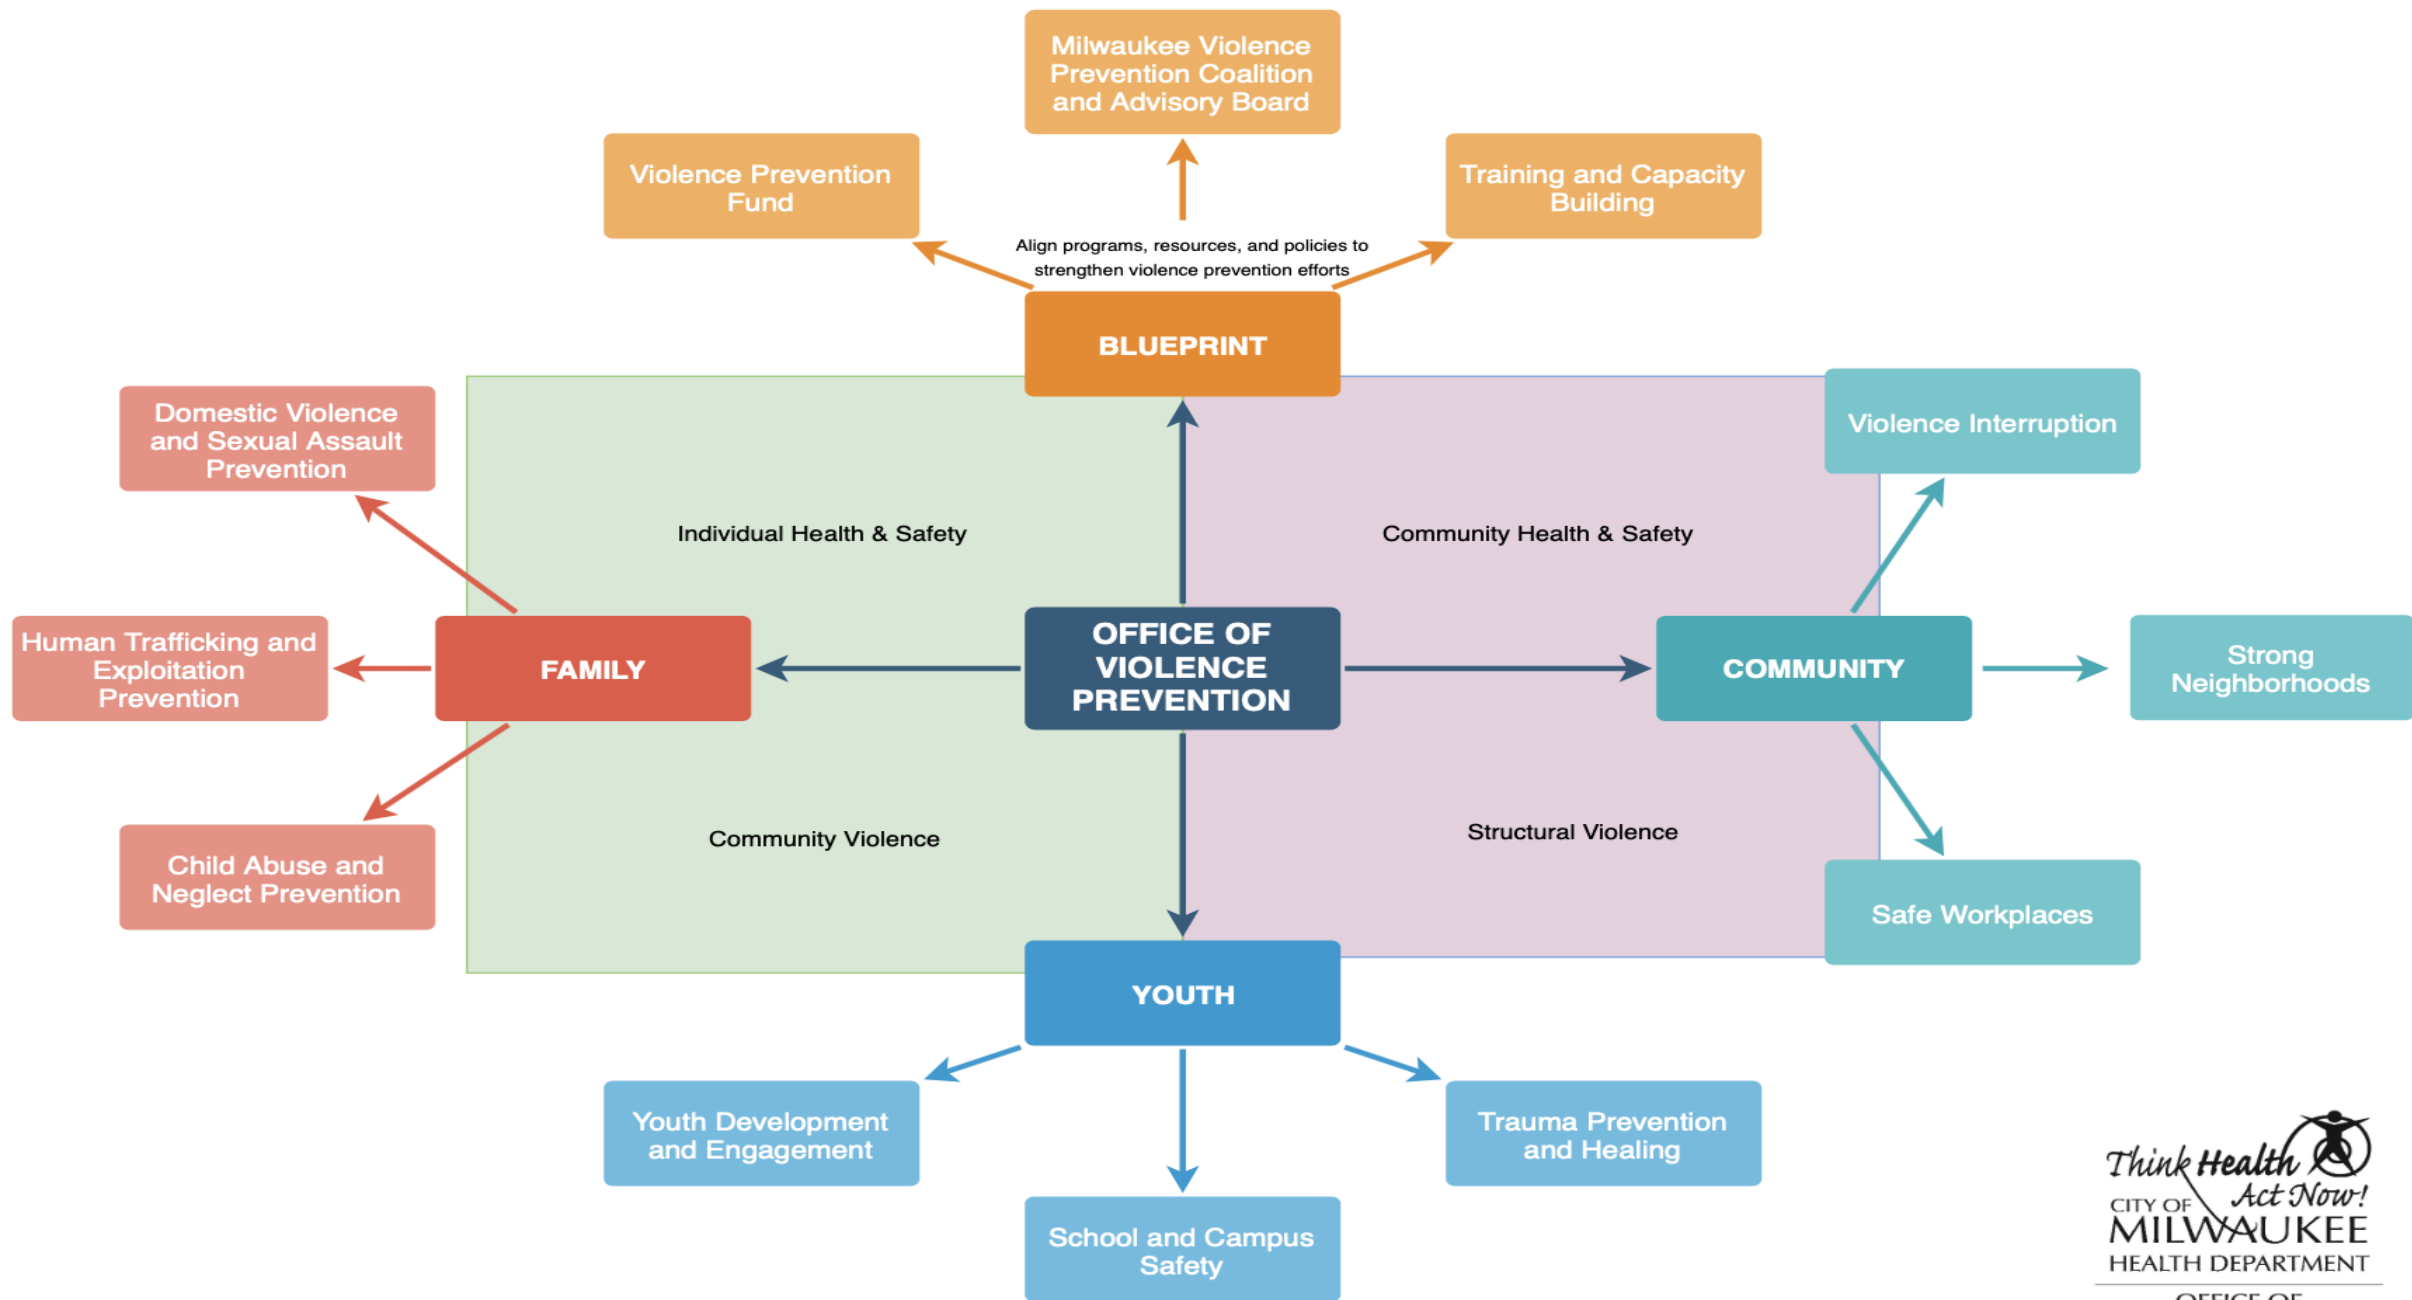 Milwaukee Violence
Prevention Coalition
and Advisory Board
Violence Prevention
Fund
Training and Capacity
Building
Align programs, resources, and policies to
strengthen violence prevention efforts
BLUEPRINT
Domestic Violence
and Sexual Assault
Prevention
Violence Interruption
Individual Health & Safety
Community Health & Safety
Human Trafficking and
Exploitation
Prevention
FAMILY
OFFICE OF
VIOLENCE
PREVENTION
COMMUNITY
Strong
Neighborhoods
Community Violence
Structural Violence
Child Abuse and
Neglect Prevention
Safe Workplaces
YOUTH
Youth Development
and Engagement
Trauma Prevention
and Healing
School and Campus
Safety
Think Health
Act Now!
CITY OF
MILWAUKEE
HEALTH DEPARTMENT
OFFICE OF